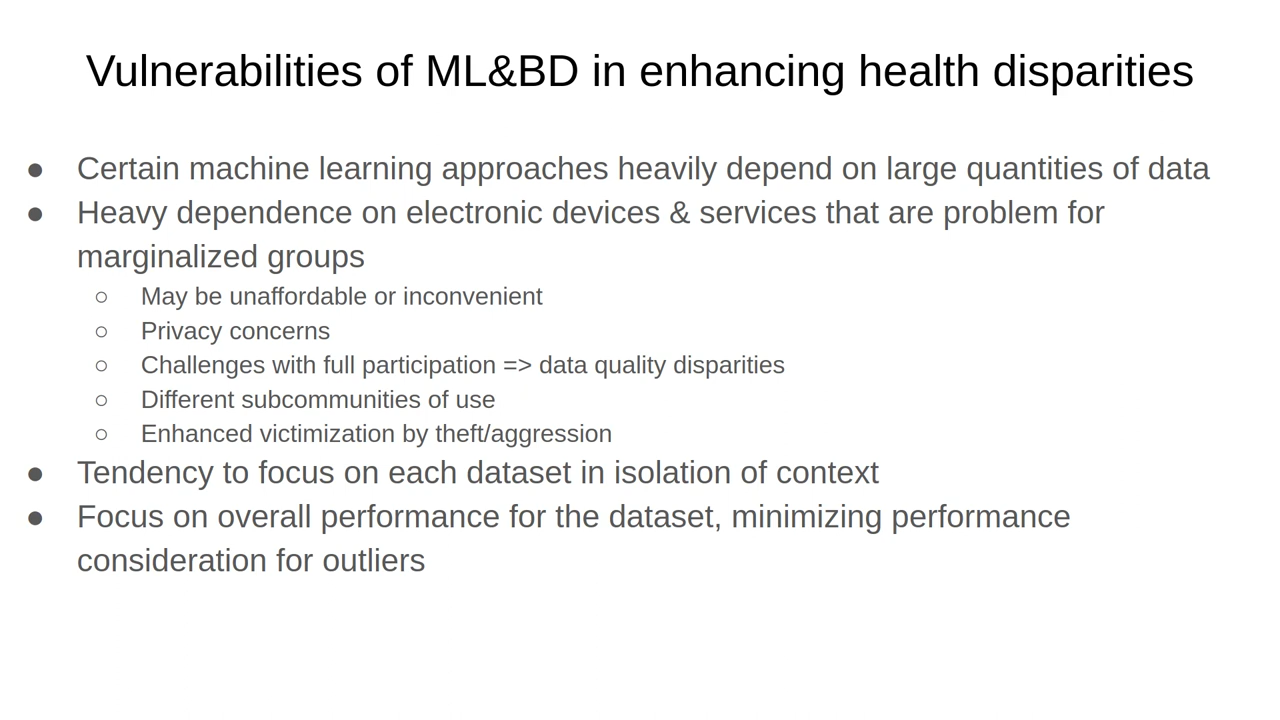 Vulnerabilities of ML&BD in enhancing health disparities
● Certain machine learning approaches heavily depend on large quantities of data
● Heavy dependence on electronic devices & services that are problem for
marginalized groups
○ May be unaffordable or inconvenient
○ Privacy concerns
○ Challenges with full participation => data quality disparities
○ Different subcommunities of use
○ Enhanced victimization by theft/aggression
● Tendency to focus on each dataset in isolation of context
● Focus on overall performance for the dataset, minimizing performance
consideration for outliers